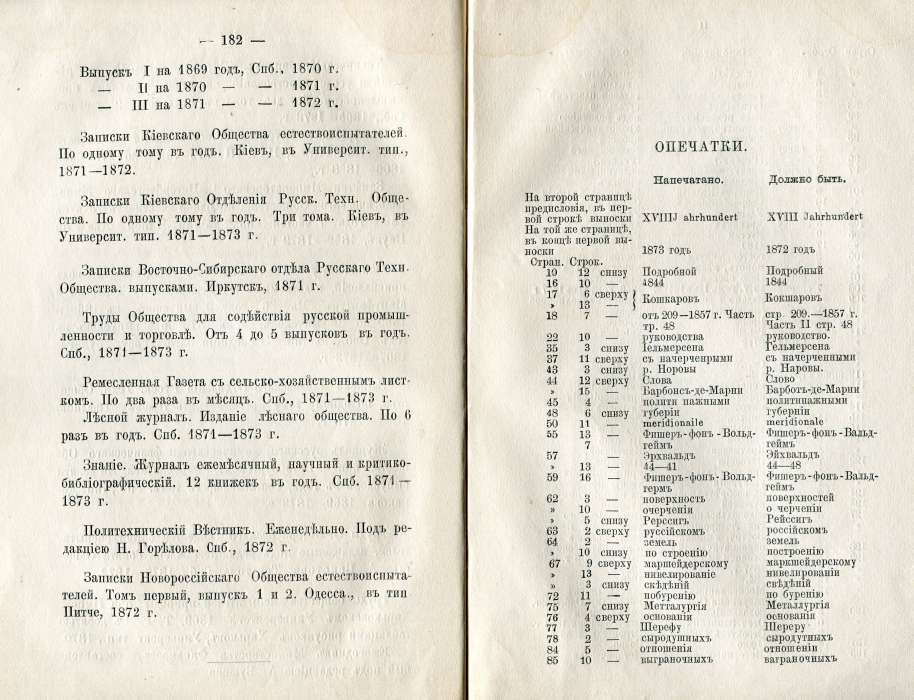 — 182 —
Выпускъ I на 1869 годъ, Спб., 1870 г.
— II на 1870 — — 1871 г.
— III на 1871 — — 1872 г.
Записки Кіевскаго Общества естествоиспытателей.
По одному тому въ годъ. Кіевъ, въ Университ. тип.,
1871—1872.
Записки Кіевскаго Отдѣленія Русск. Техн. Обще-
ства. По одному тому въ годъ. Три тома. Кіевъ, въ
Университ. тип. 1871—1873 г.
Записки Восточно-Сибирскаго отдѣла Русскаго Техн.
Общества. выпусками. Иркутскъ, 1871 г.
Труды Общества для содѣйствія русской промыш-
ленности и торговлѣ. Отъ 4 до 5 выпусковъ въ годъ.
Спб., 1871—1873 г.
Ремесленная Газета съ сельско-хозяйственнымъ лист-
комъ. По два раза въ мѣсяцъ. Спб., 1871—1873 г.
Лѣсной журналъ. Изданіе лѣснаго общества. По 6
разъ въ годъ. Спб. 1871—1873 г.
Знаніе. Журналъ ежемѣсячный, научный и критико-
библіографическій. 12 книжекъ въ годъ. Спб. 1871—
1873 г.
Политехническій Вѣстникъ. Еженедѣльно. Подъ ре-
дакціею Н. Горѣлова. Спб., 1872 г.
Записки Новороссійскаго Общества естествоиспыта-
телей. Томъ первый, выпускъ 1 и 2. Одесса., въ тип
Питче, 1872 г.
ОПЕЧАТКИ.
Напечатано. Должно быть.
На второй страницѣ
предисловія, въ пер-
вой строкѣ выноски XVIIIJ ahrhundert XVIII Jahrhundert
На той же страницѣ,
въ концѣ первой вы-
носки 1873 годъ 1872 годъ
Стран. Строк.
10 12 снизу Подробной Подробный
16 10 — 4844 1844
17 6 сверху Кошкаровъ Кокшаровъ
» 13 —
18 7 — отъ 209—1857 г. Часть стр. 209.—1857 г.
тр. 48 Часть II стр. 48
22 10 — руководства руководство.
35 3 снизу Іельмерсена Гельмерсена
37 11 сверху съ начерченрыми съ начерченными
43 3 снизу р. Норовы р. Наровы.
44 12 сверху Слова Слово
» 15 — Барбонсъ-де-Марни Барботъ-де-Марни
45 4 — полити пажными политипажными
48 6 снизу губеріи губерніи
50 11 — meridionaile meridionale
55 13 — Фишеръ-фонъ-Вольд- Фишеръ-фонъ-Вальд-
7 геймъ геймъ
57 — Эрхвальдъ Эйхвальдъ
» 13 — 44—41 44—48
59 16 — Фишеръ-фонъ-Вольд- Фишеръ-фонъ-Вальд-
гермъ геймъ
62 3 — поверхность поверхностей
» 10 — очерченіи о черченіи
» 5 снизу Рерссигъ Рейссигъ
63 2 сверху руссійскомъ россійскомъ
64 2 — земелъ земель
» 10 снизу по строенію построенію
67 9 сверху маршейдерскому маркшейдерскому
» 13 — нивелированіе нивелированіи
» 3 снизу скѣдѣній свѣдѣній
72 11 — побуренію по буренію
75 7 снизу Метталургія Металлургія
76 4 сверху основаніи основанія
77 3 — Шерефу Шереру
78 2 — сыродушныхъ сыродутныхъ
84 5 — отношенія отношеніи
85 10 — выграночныхъ ваграночныхъ